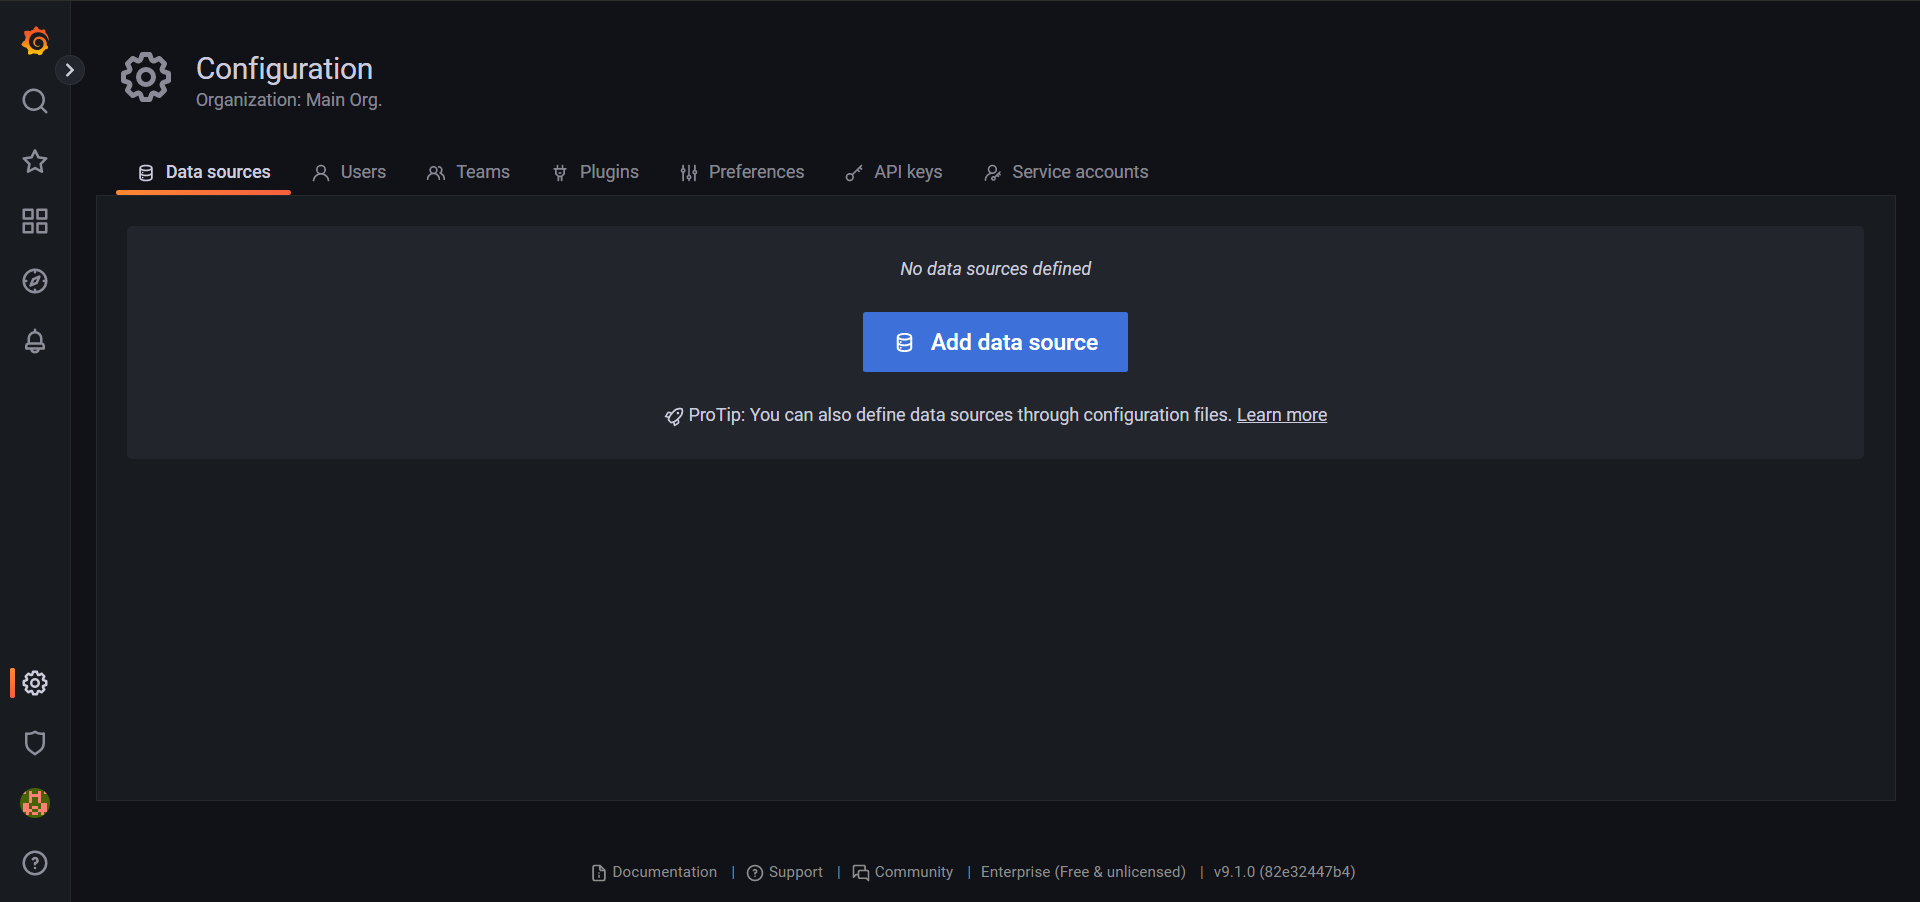 Configuration
Organization: Main Org.
Data sources
Users
Teams
Plugins
Preferences
API keys
Service accounts
No data sources defined
Add data source
ProTip: You can also define data sources through configuration files. Learn more
Documentation | Support | Community | Enterprise (Free & unlicensed) | v9.1.0 (82e32447b4)